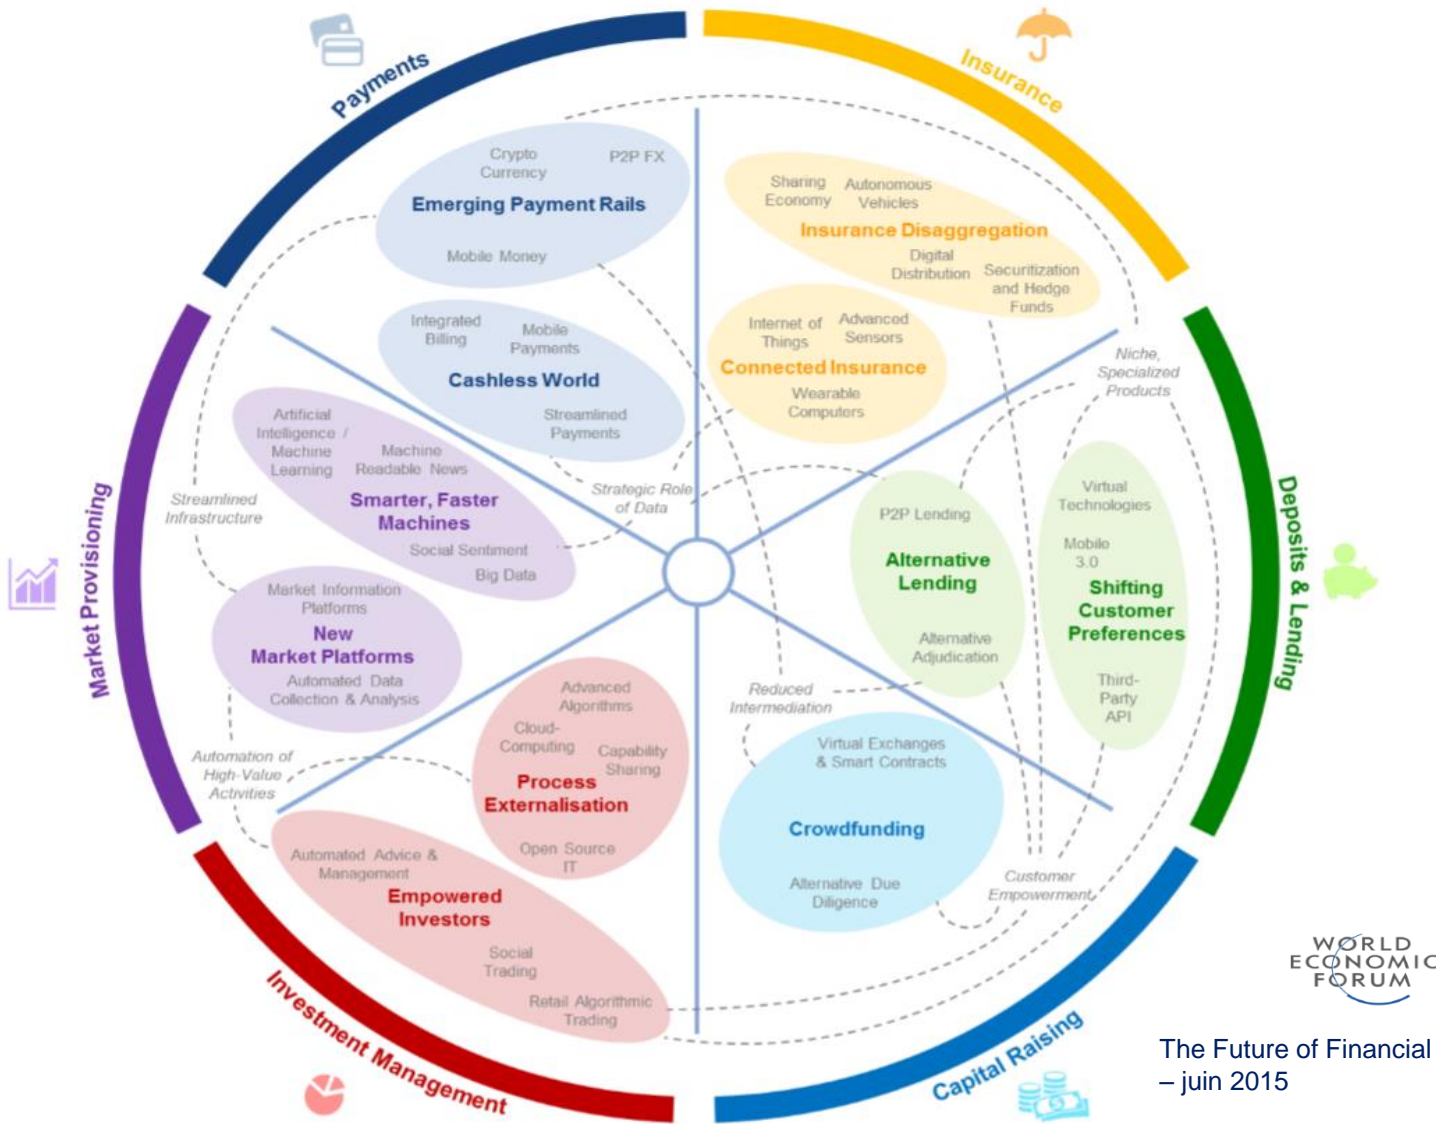 Payments
Insurance
Crypto
Currency
P2P FX
Emerging Payment Rails
Mobile Money
Sharing
Economy
Autonomous
Vehicles
Insurance Disaggregation
Digital
Distribution
Securitization
and Hedge
Funds
Integrated
Billing
Mobile
Payments
Cashless World
Streamlined
Payments
Internet of
Things
Advanced
Sensors
Connected Insurance
Wearable
Computers
Niche,
Specialized
Products
Artificial
Intelligence /
Machine
Learning
Machine
Readable News
Smarter, Faster
Machines
Social Sentiment
Big Data
Strategic Role
of Data
Streamlined
Infrastructure
Market Provisioning
Market Information
Platforms
New
Market Platforms
Automated Data
Collection & Analysis
P2P Lending
Alternative
Lending
Alternative
Adjudication
Virtual
Technologies
Mobile
3.0
Shifting
Customer
Preferences
Third-
Party
API
Deposits & Lending
Reduced
Intermediation
Automation of
High-Value
Activities
Advanced
Algorithms
Cloud-
Computing
Capability
Sharing
Process
Externalisation
Open Source
IT
Virtual Exchanges
& Smart Contracts
Crowdfunding
Alternative Due
Diligence
Customer
Empowerment
Automated Advice &
Management
Empowered
Investors
Social
Trading
Retail Algorithmic
Trading
Investment Management
Capital Raising
WORLD
ECONOMIC
FORUM
The Future of Financial
– juin 2015